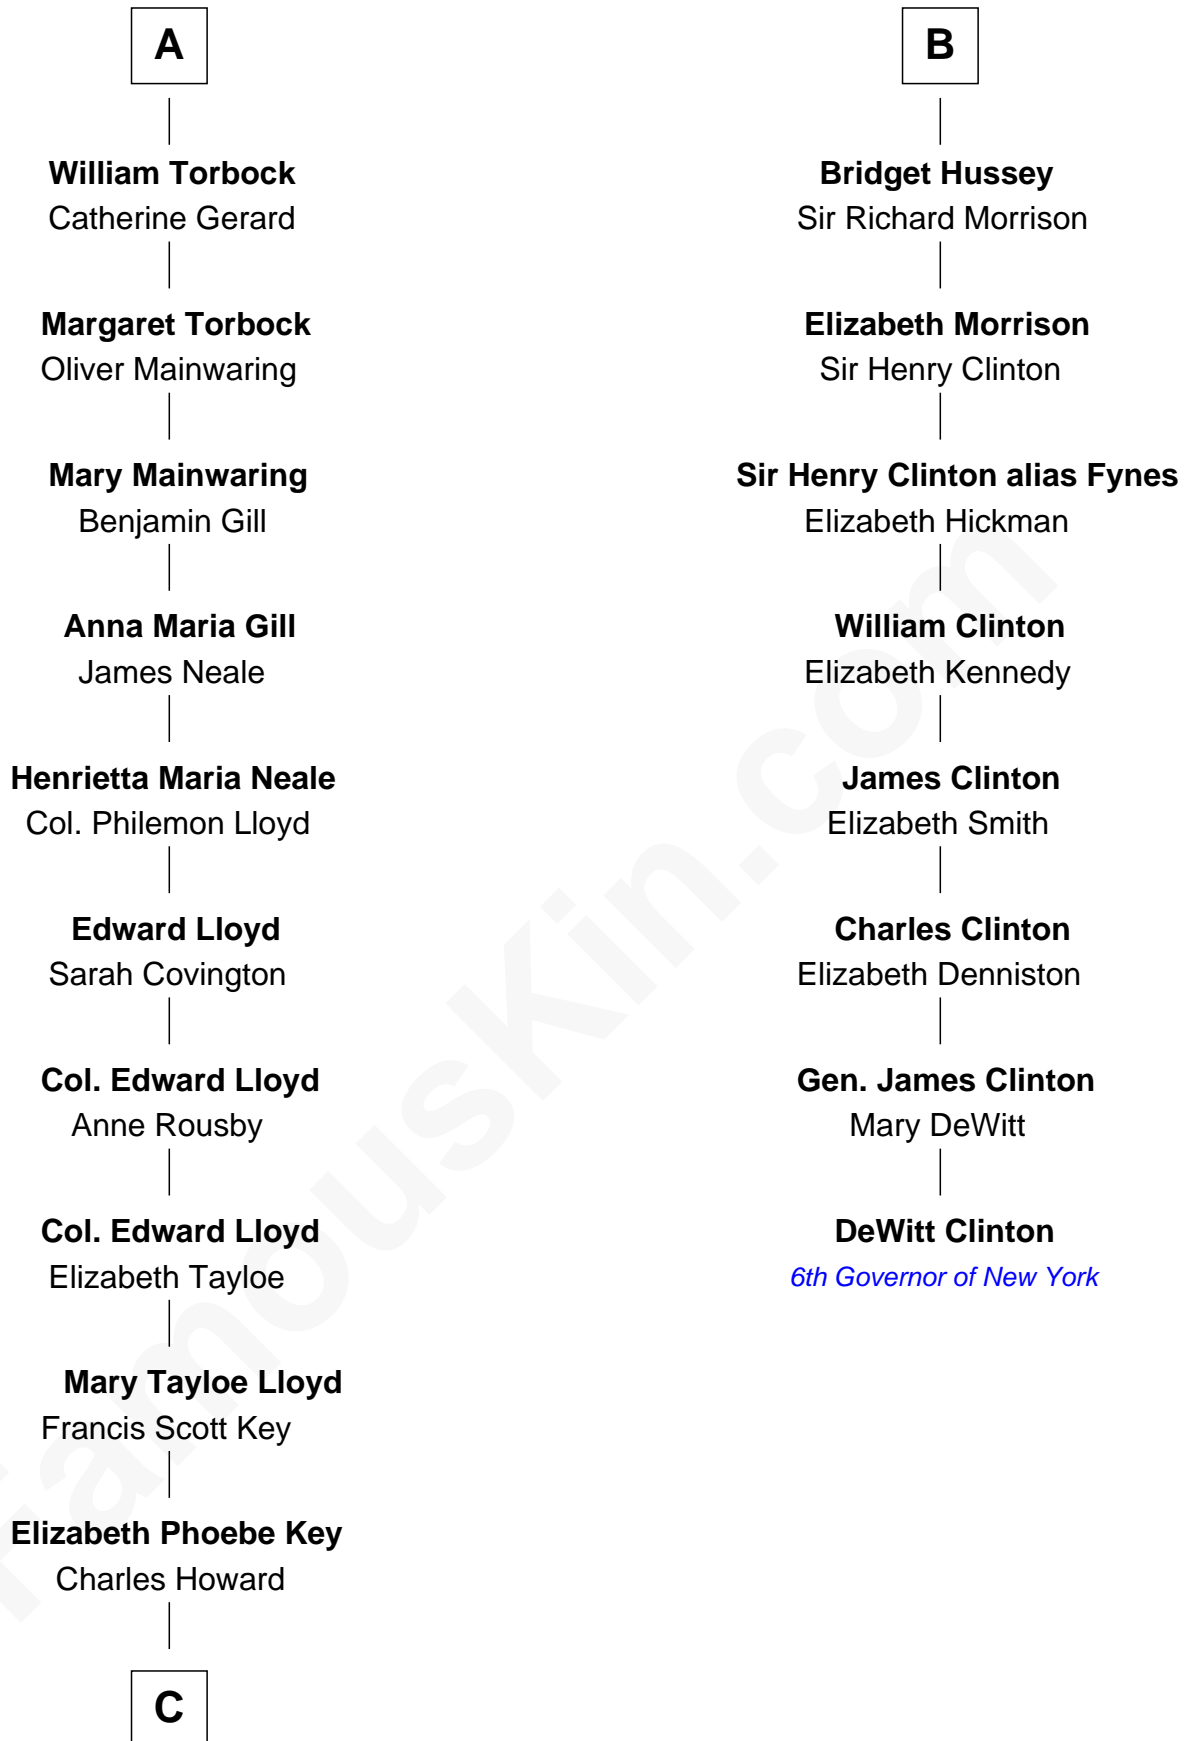 A
William Torbock
Catherine Gerard
Margaret Torbock
Oliver Mainwaring
Mary Mainwaring
Benjamin Gill
Anna Maria Gill
James Neale
Henrietta Maria Neale
Col. Philemon Lloyd
Edward Lloyd
Sarah Covington
Col. Edward Lloyd
Anne Rousby
Col. Edward Lloyd
Elizabeth Tayloe
Mary Tayloe Lloyd
Francis Scott Key
Elizabeth Phoebe Key
Charles Howard
C
B
Bridget Hussey
Sir Richard Morrison
Elizabeth Morrison
Sir Henry Clinton
Sir Henry Clinton alias Fynes
Elizabeth Hickman
William Clinton
Elizabeth Kennedy
James Clinton
Elizabeth Smith
Charles Clinton
Elizabeth Denniston
Gen. James Clinton
Mary DeWitt
DeWitt Clinton
6th Governor of New York
FamousKin.com